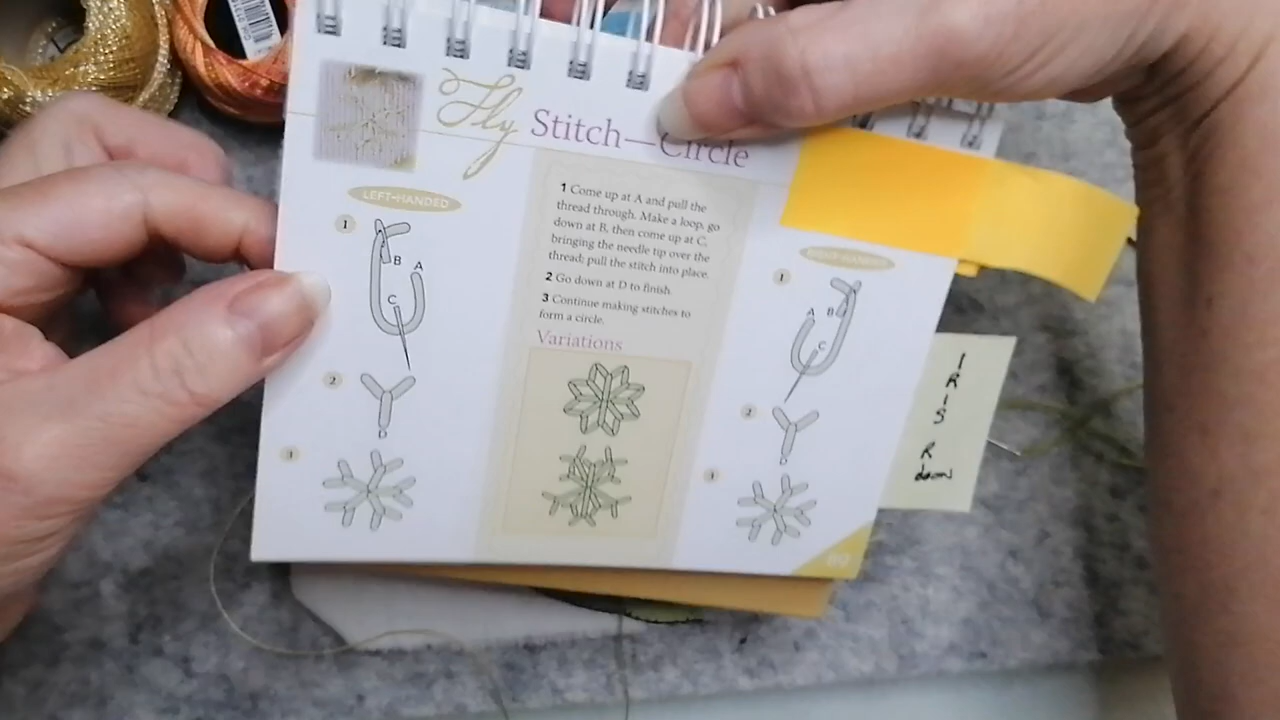 Fly Stitch—Circle
LEFT-HANDED
1
B
A
C
2
3
1 Come up at A and pull the
thread through. Make a loop, go
down at B, then come up at C,
bringing the needle tip over the
thread; pull the stitch into place.
2 Go down at D to finish.
3 Continue making stitches to
form a circle.
Variations
RIGHT-HANDED
1
A
B
C
2
3
IRIS